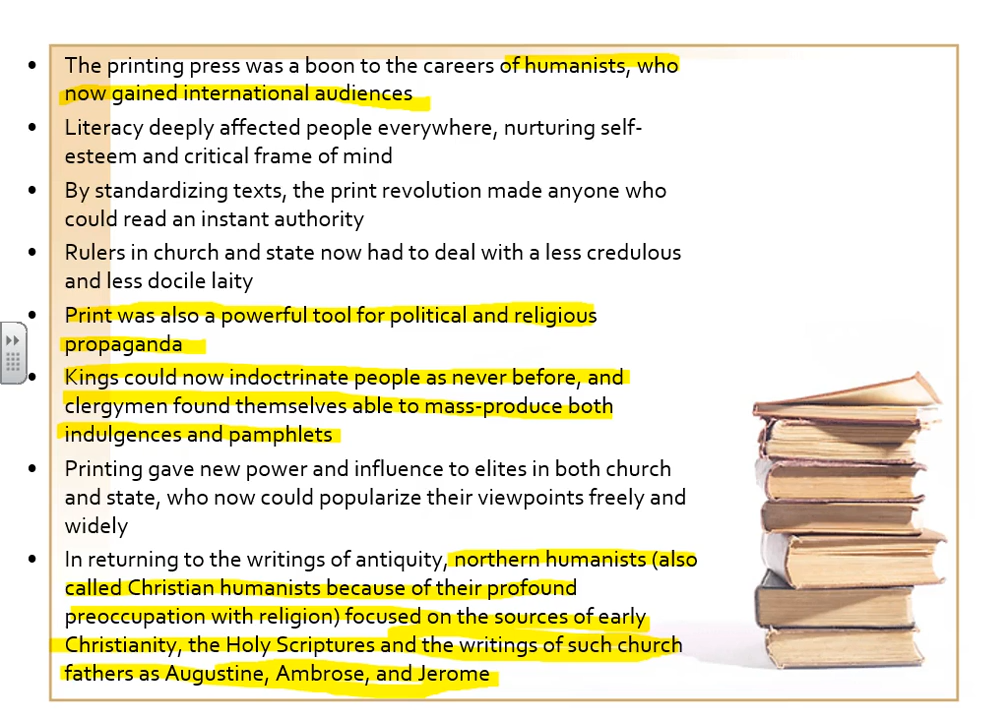 • The printing press was a boon to the careers of humanists, who
now gained international audiences
• Literacy deeply affected people everywhere, nurturing self-
esteem and critical frame of mind
• By standardizing texts, the print revolution made anyone who
could read an instant authority
• Rulers in church and state now had to deal with a less credulous
and less docile laity
• Print was also a powerful tool for political and religious
propaganda
• Kings could now indoctrinate people as never before, and
clergymen found themselves able to mass-produce both
indulgences and pamphlets
• Printing gave new power and influence to elites in both church
and state, who now could popularize their viewpoints freely and
widely
• In returning to the writings of antiquity, northern humanists (also
called Christian humanists because of their profound
preoccupation with religion) focused on the sources of early
Christianity, the Holy Scriptures and the writings of such church
fathers as Augustine, Ambrose, and Jerome